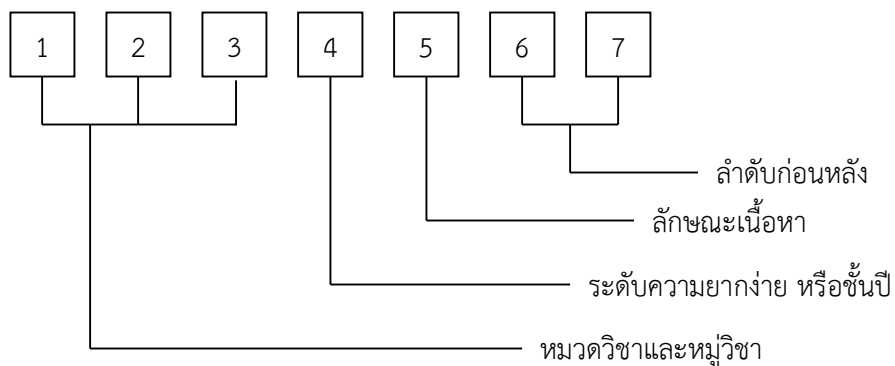 1 2 3 4 5 6 7
ลำดับก่อนหลัง
ลักษณะเนื้อหา
ระดับความยากง่าย หรือชั้นปี
หมวดวิชาและหมู่วิชา